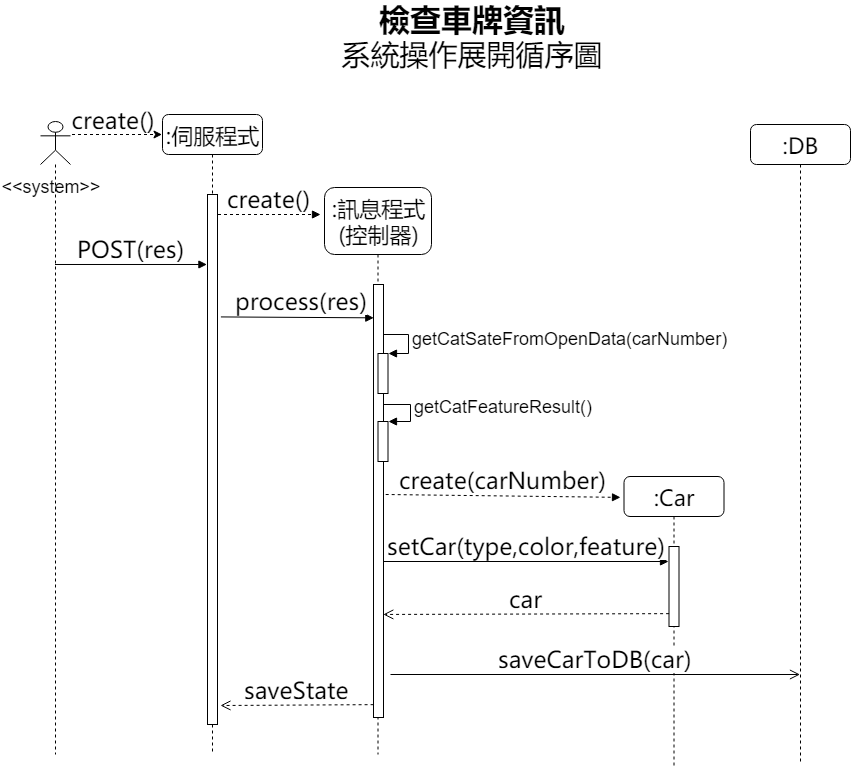 檢查車牌資訊
系統操作展開循序圖
create()
:伺服程式
:DB
<<system>>
create()
:訊息程式
(控制器)
POST(res)
process(res)
getCatSateFromOpenData(carNumber)
getCatFeatureResult()
create(carNumber)
:Car
setCar(type,color,feature)
car
saveCarToDB(car)
saveState